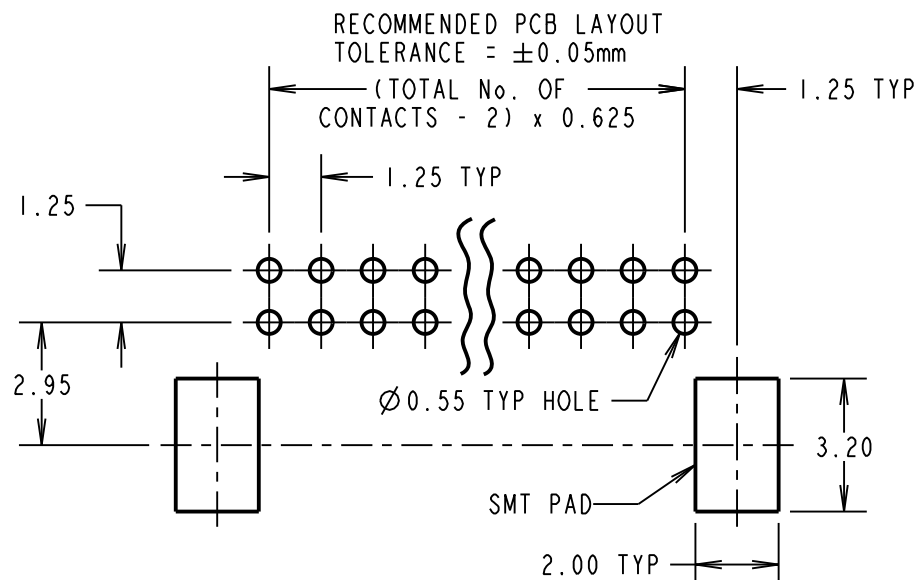 RECOMMENDED PCB LAYOUT
TOLERANCE = ±0.05mm
(TOTAL No. OF
CONTACTS - 2) x 0.625
1.25 TYP
1.25 TYP
1.25
2.95
Ø0.55 TYP HOLE
3.20
SMT PAD
2.00 TYP